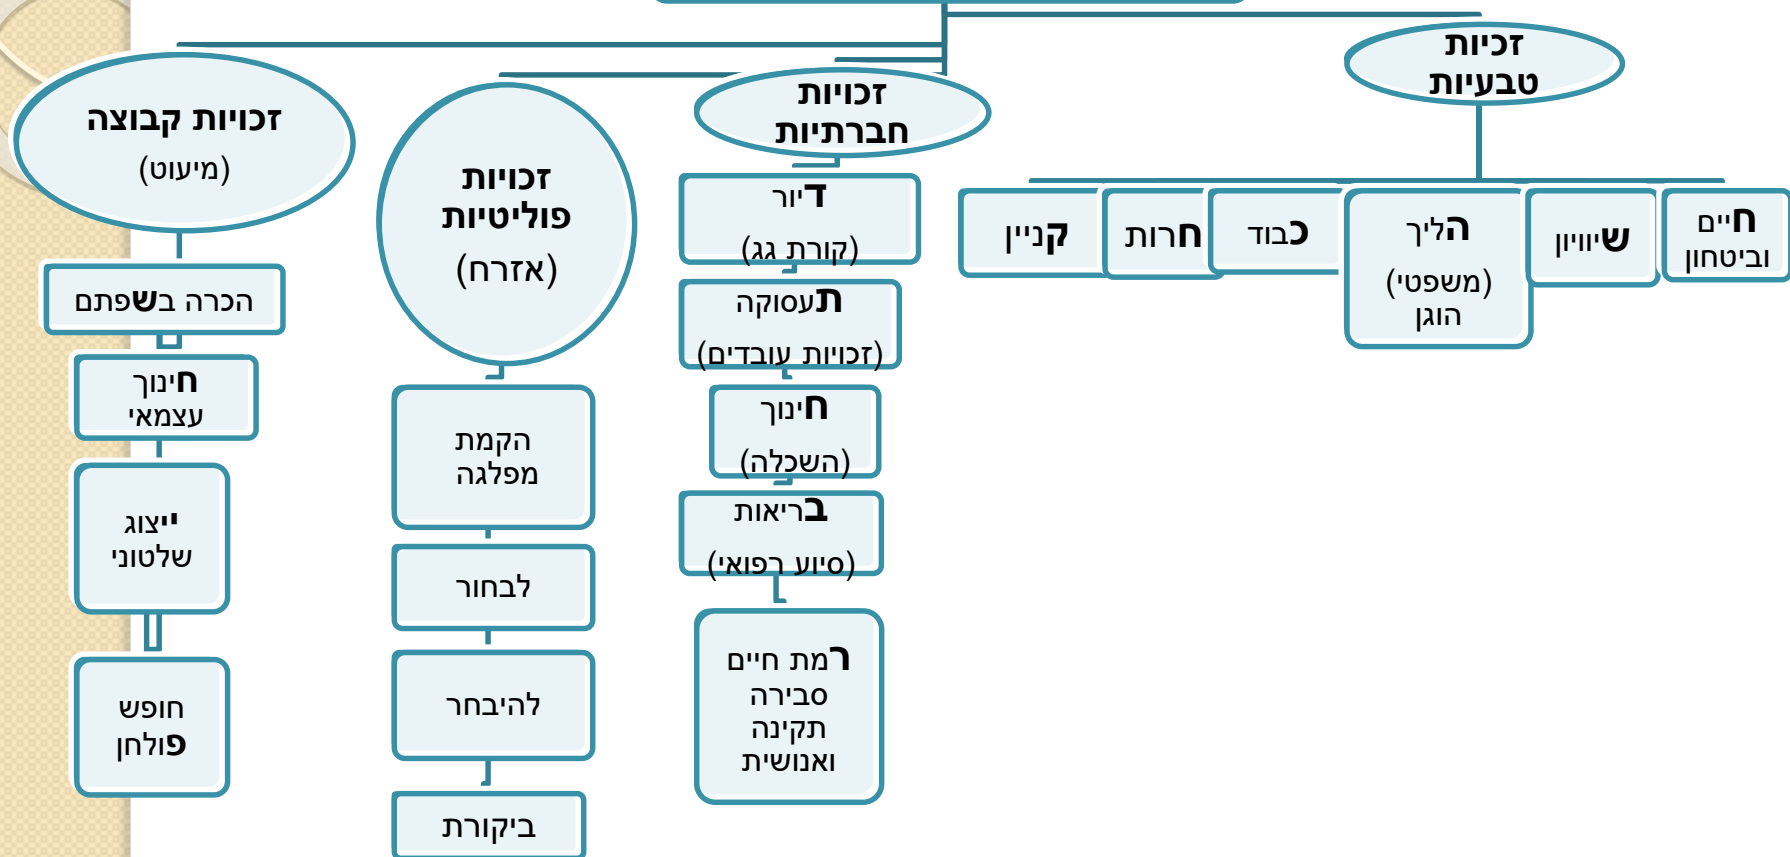 זכיות
טבעיות
חיים
וביטחון
שיוויון
הליך
(משפטי)
הוגן
כבוד
חרות
קניין
זכויות
חברתיות
דיור
(קורת גג)
תעסוקה
(זכויות עובדים)
חינוך
(השכלה)
בריאות
(סיוע רפואי)
רמת חיים
סבירה
תקינה
ואנושית
זכויות
פוליטיות
(אזרח)
הקמת
מפלגה
לבחור
להיבחר
ביקורת
זכויות קבוצה
(מיעוט)
הכרה בשפתם
חינוך
עצמאי
ייצוג
שלטוני
חופש
פולחן